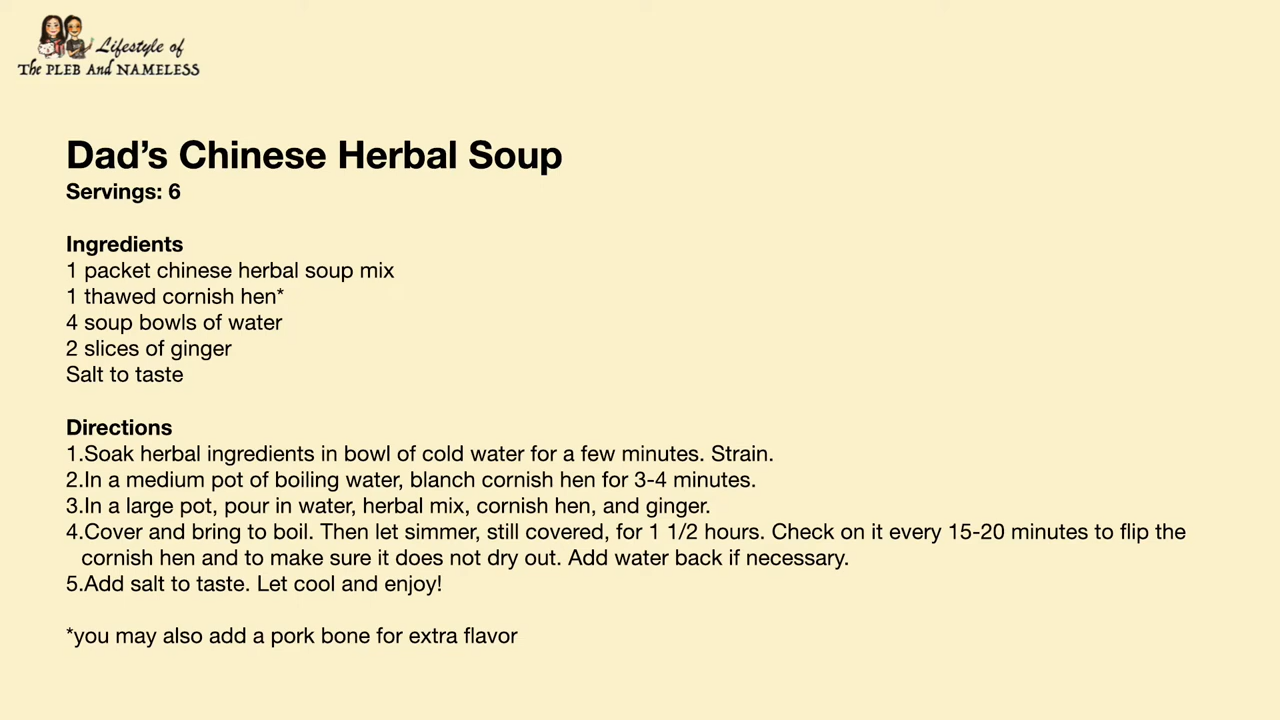 Lifestyle of
The PLEB And NAMELESS
Dad’s Chinese Herbal Soup
Servings: 6
Ingredients
1 packet chinese herbal soup mix
1 thawed cornish hen*
4 soup bowls of water
2 slices of ginger
Salt to taste
Directions
1.Soak herbal ingredients in bowl of cold water for a few minutes. Strain.
2.In a medium pot of boiling water, blanch cornish hen for 3-4 minutes.
3.In a large pot, pour in water, herbal mix, cornish hen, and ginger.
4.Cover and bring to boil. Then let simmer, still covered, for 1 1/2 hours. Check on it every 15-20 minutes to flip the
cornish hen and to make sure it does not dry out. Add water back if necessary.
5.Add salt to taste. Let cool and enjoy!
*you may also add a pork bone for extra flavor